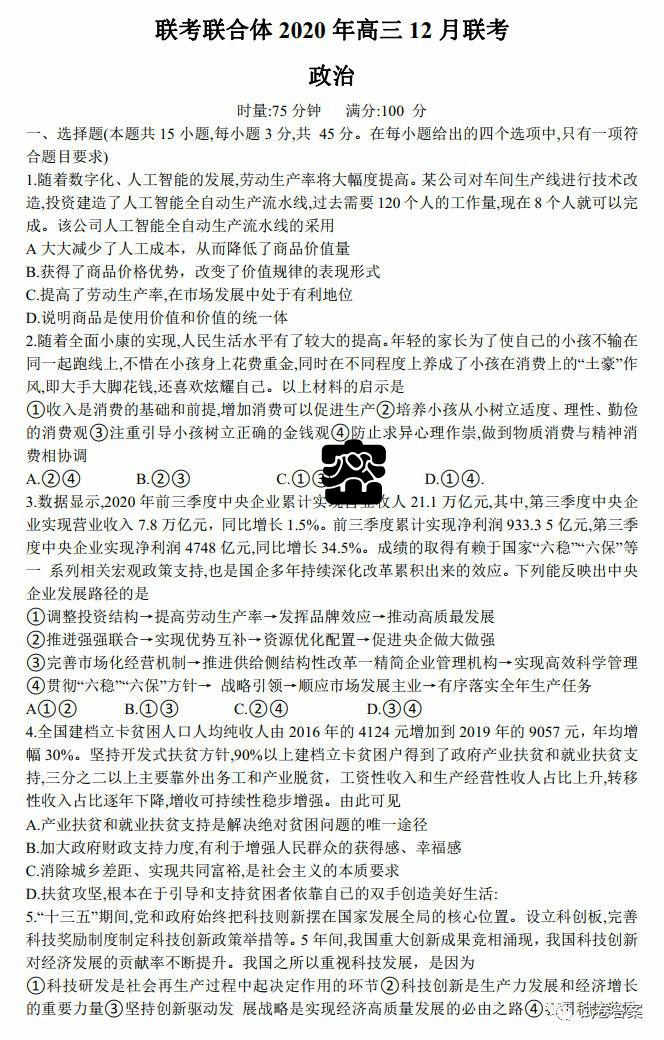 联考联合体 2020 年高三 12 月联考
政治
时量:75 分钟 满分:100 分
一、选择题(本题共 15 小题,每小题 3 分,共 45 分。在每小题给出的四个选项中,只有一项符
合题目要求)
1.随着数字化、人工智能的发展,劳动生产率将大幅度提高。某公司对车间生产线进行技术改
造,投资建造了人工智能全自动生产流水线,过去需要 120 个人的工作量,现在 8 个人就可以完
成。该公司人工智能全自动生产流水线的采用
A 大大减少了人工成本，从而降低了商品价值量
B.获得了商品价格优势，改变了价值规律的表现形式
C.提高了劳动生产率,在市场发展中处于有利地位
D.说明商品是使用价值和价值的统一体
2.随着全面小康的实现,人民生活水平有了较大的提高。年轻的家长为了使自己的小孩不输在
同一起跑线上,不惜在小孩身上花费重金,同时在不同程度上养成了小孩在消费上的“土豪”作
风,即大手大脚花钱,还喜欢炫耀自己。以上材料的启示是
①收入是消费的基础和前提,增加消费可以促进生产②培养小孩从小树立适度、理性、勤俭
的消费观③注重引导小孩树立正确的金钱观④防止求异心理作祟,做到物质消费与精神消
费相协调
A.②④ B.②③ C.①③ D.①④.
3.数据显示,2020 年前三季度中央企业累计实现营业收人 21.1 万亿元,其中,第三季度中央企
业实现营业收入 7.8 万亿元，同比增长 1.5%。前三季度累计实现净利润 933.3 5 亿元,第三季
度中央企业实现净利润 4748 亿元,同比增长 34.5%。成绩的取得有赖于国家“六稳”“六保”等
一 系列相关宏观政策支持,也是国企多年持续深化改革累积出来的效应。下列能反映出中央
企业发展路径的是
①调整投资结构→提高劳动生产率→发挥品牌效应→推动高质最发展
②推进强强联合→实现优势互补→资源优化配置→促进央企做大做强
③完善市场化经营机制→推进供给侧结构性改革一精简企业管理机构→实现高效科学管理
④贯彻“六稳”“六保”方针→ 战略引领→顺应市场发展主业→有序落实全年生产任务
A①② B.①③ C.②④ D.③④
4.全国建档立卡贫困人口人均纯收人由 2016 年的 4124 元增加到 2019 年的 9057 元，年均增
幅 30%。坚持开发式扶贫方针,90%以上建档立卡贫困户得到了政府产业扶贫和就业扶贫支
持,三分之二以上主要靠外出务工和产业脱贫，工资性收入和生产经营性收人占比上升,转移
性收入占比逐年下降,增收可持续性稳步增强。由此可见
A.产业扶贫和就业扶贫支持是解决绝对贫困问题的唯一途径
B.加大政府财政支持力度,有利于增强人民群众的获得感、幸福感
C.消除城乡差距、实现共同富裕,是社会主义的本质要求
D.扶贫攻坚,根本在于引导和支持贫困者依靠自已的双手创造美好生活:
5.“十三五”期间,党和政府始终把科技则新摆在国家发展全局的核心位置。设立科创板,完善
科技奖励制度制定科技创新政策举措等。5 年间,我国重大创新成果竞相涌现，我国科技创新
对经济发展的贡献率不断提升。我国之所以重视科技发展，是因为
①科技研发是社会再生产过程中起决定作用的环节②科技创新是生产力发展和经济增长
的重要力量③坚持创新驱动发 展战略是实现经济高质量发展的必由之路④ 试卷答案